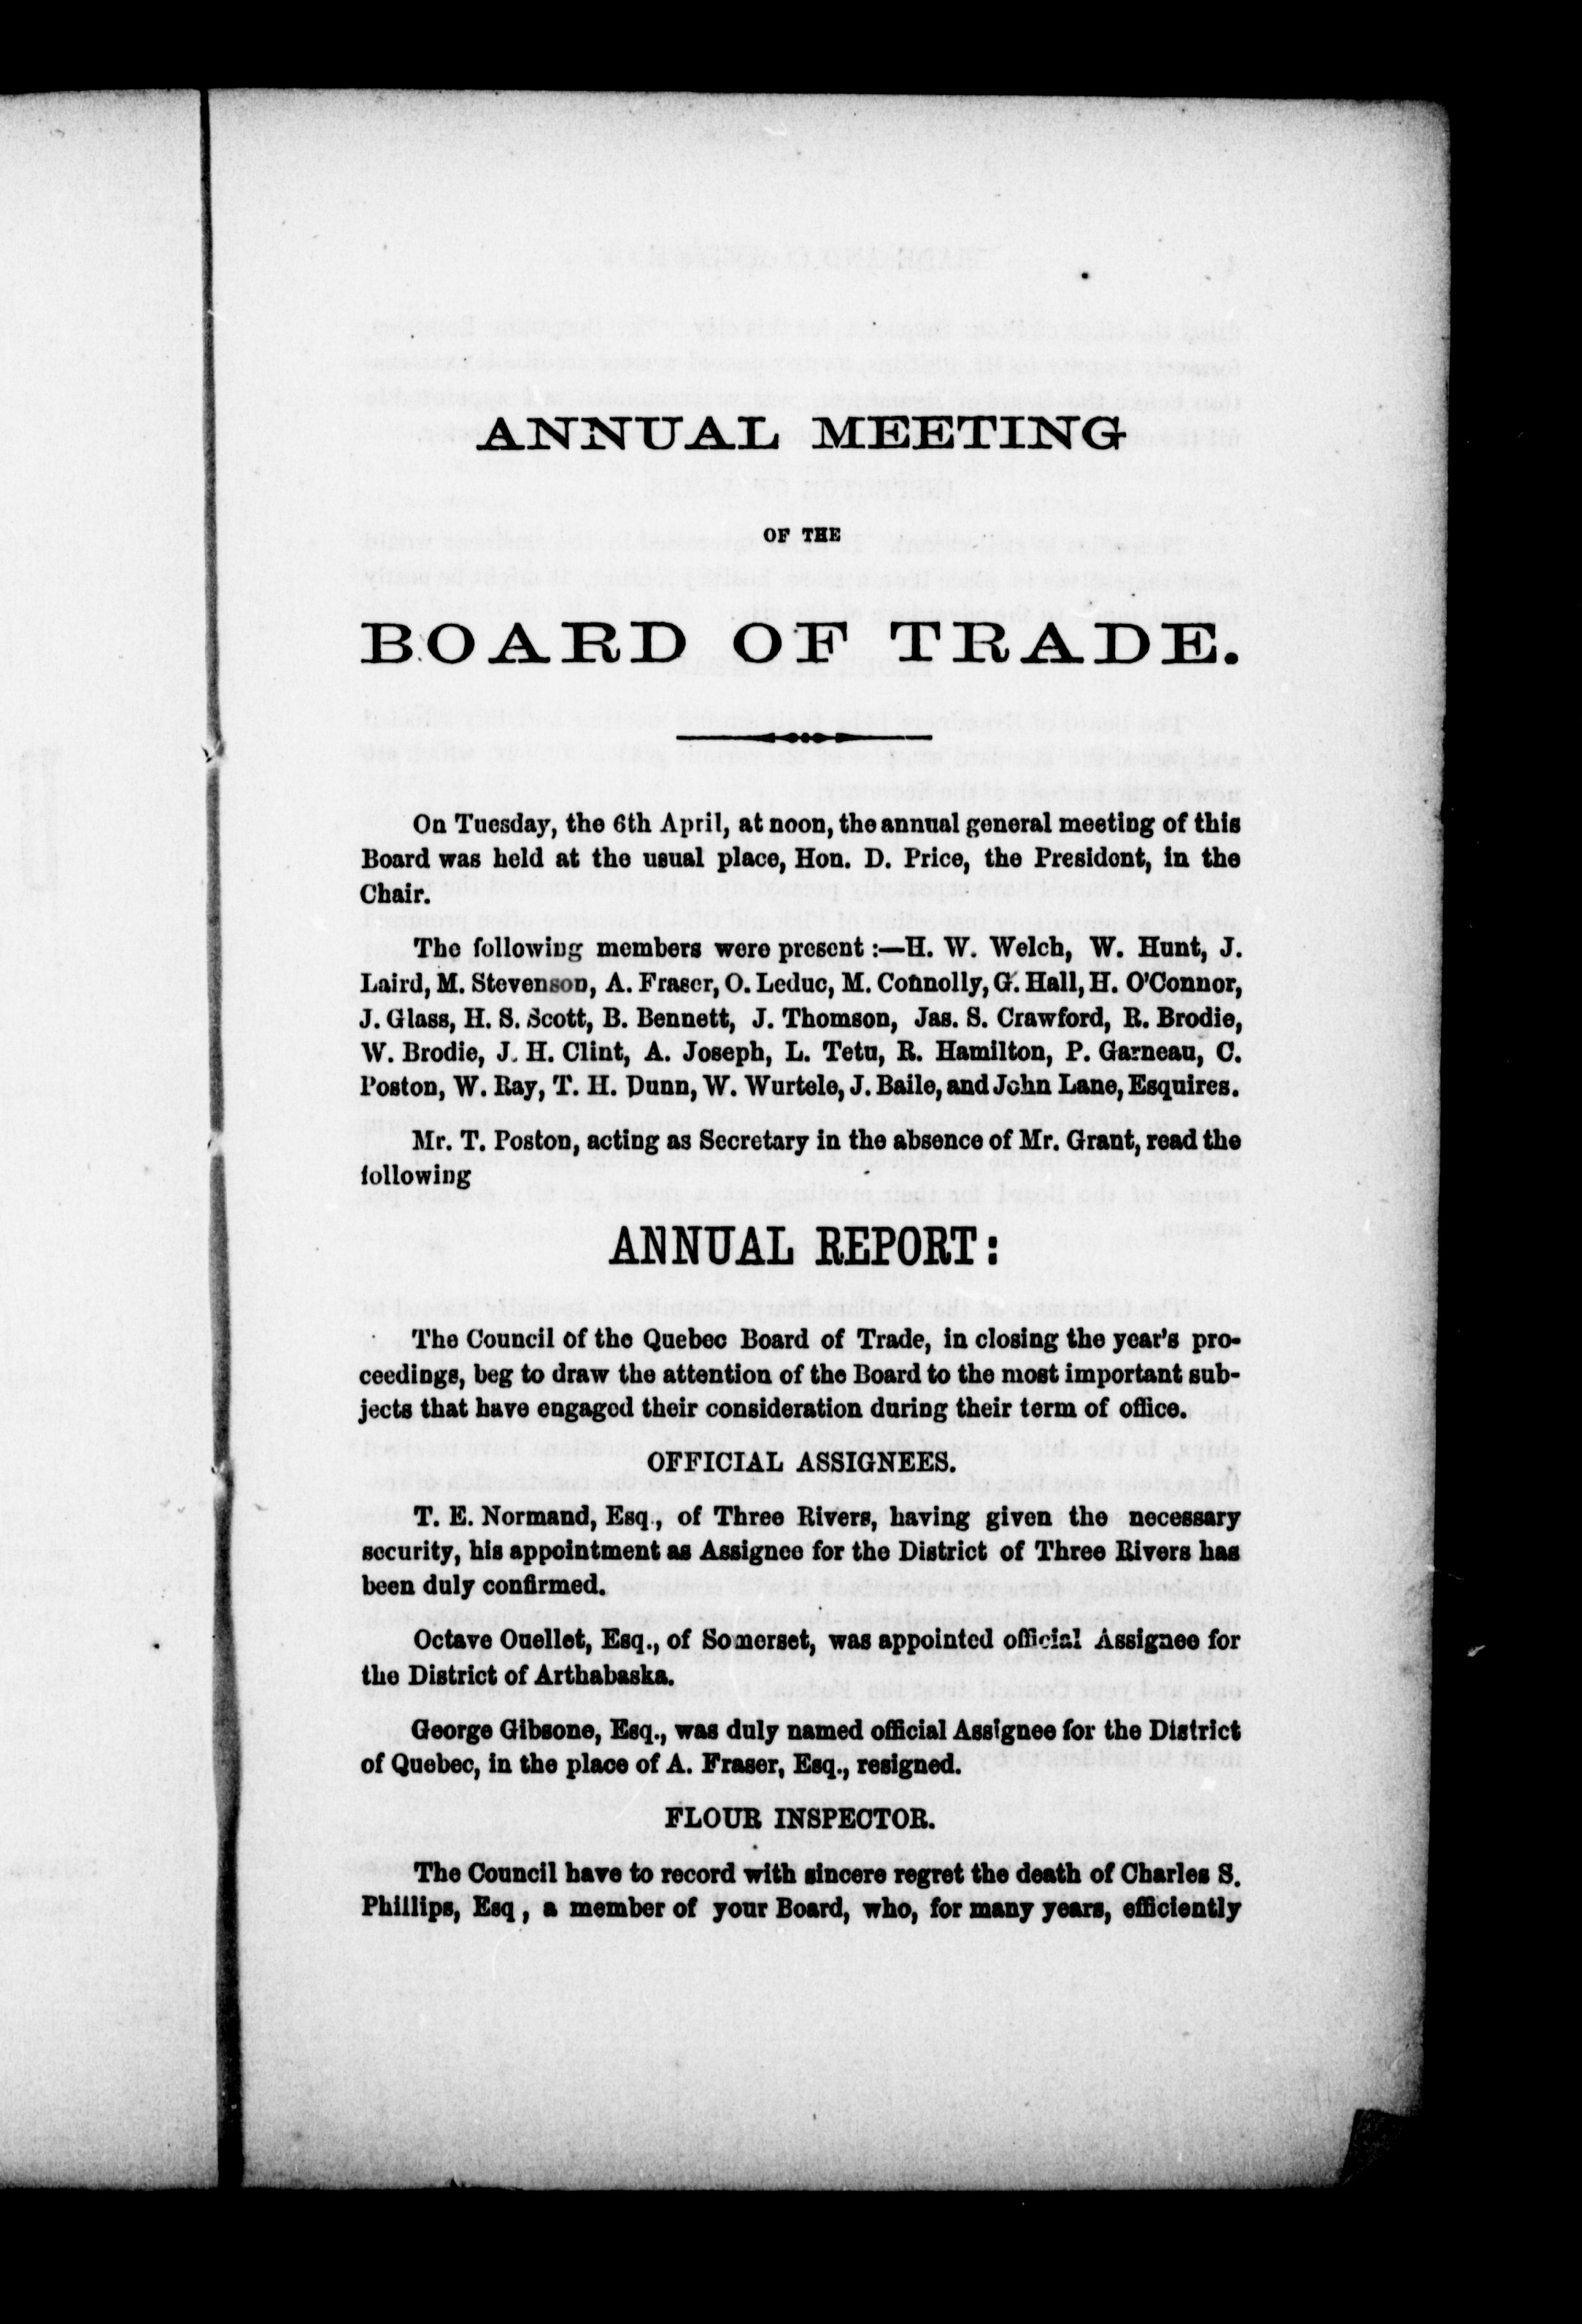 ANNUAL MEETING
OF THE
BOARD OF TRADE.
On Tuesday, the 6th April, at noon, the annual general meeting of this
Board was held at the usual place, Hon. D. Price, the President, in the
Chair.
The following members were present :—H. W. Welch, W. Hunt, J.
Laird, M. Stevenson, A. Fraser, O. Leduc, M. Connolly, G. Hall, H. O'Connor,
J. Glass, H. S. Scott, B. Bennett, J. Thomson, Jas. S. Crawford, R. Brodie,
W. Brodie, J. H. Clint, A. Joseph, L. Tetu, R. Hamilton, P. Garneau, C.
Poston, W. Ray, T. H. Dunn, W. Wurtele, J. Baile, and John Lane, Esquires.
Mr. T. Poston, acting as Secretary in the absence of Mr. Grant, read the
following
ANNUAL REPORT:
The Council of the Quebec Board of Trade, in closing the year's pro-
ceedings, beg to draw the attention of the Board to the most important sub-
jects that have engaged their consideration during their term of office.
OFFICIAL ASSIGNEES.
T. E. Normand, Esq., of Three Rivers, having given the necessary
security, his appointment as Assignee for the District of Three Rivers has
been duly confirmed.
Octave Ouellet, Esq., of Somerset, was appointed official Assignee for
the District of Arthabaska.
George Gibsone, Esq., was duly named official Assignee for the District
of Quebec, in the place of A. Fraser, Esq., resigned.
FLOUR INSPECTOR.
The Council have to record with sincere regret the death of Charles S.
Phillips, Esq , a member of your Board, who, for many years, efficiently